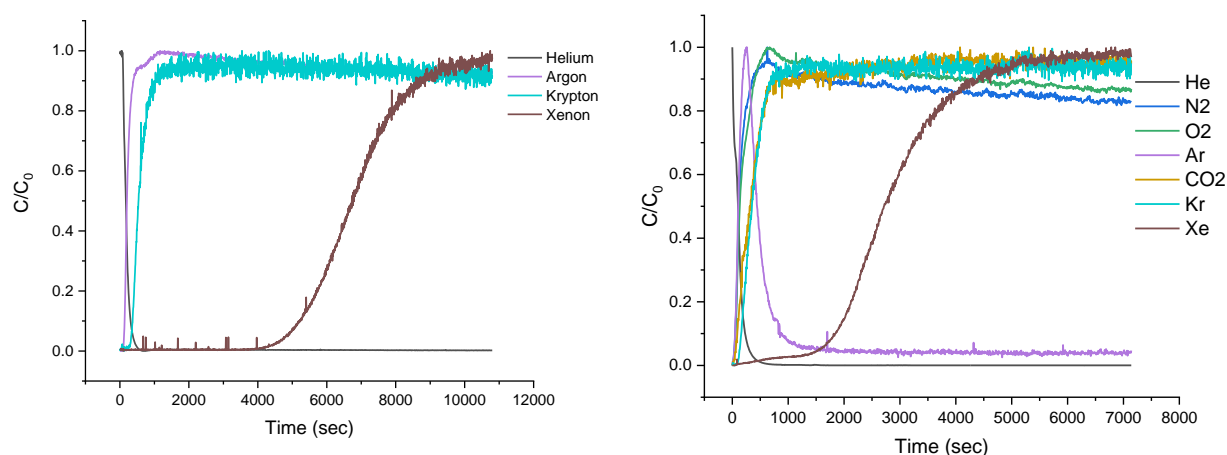 1.0
0.8
0.6
0.4
0.2
0.0
C/C0
0 2000 4000 6000 8000 10000 12000
Time (sec)
Helium
Argon
Krypton
Xenon
1.0
0.8
0.6
0.4
0.2
0.0
C/C0
0 1000 2000 3000 4000 5000 6000 7000 8000
Time (sec)
He
N2
O2
Ar
CO2
Kr
Xe